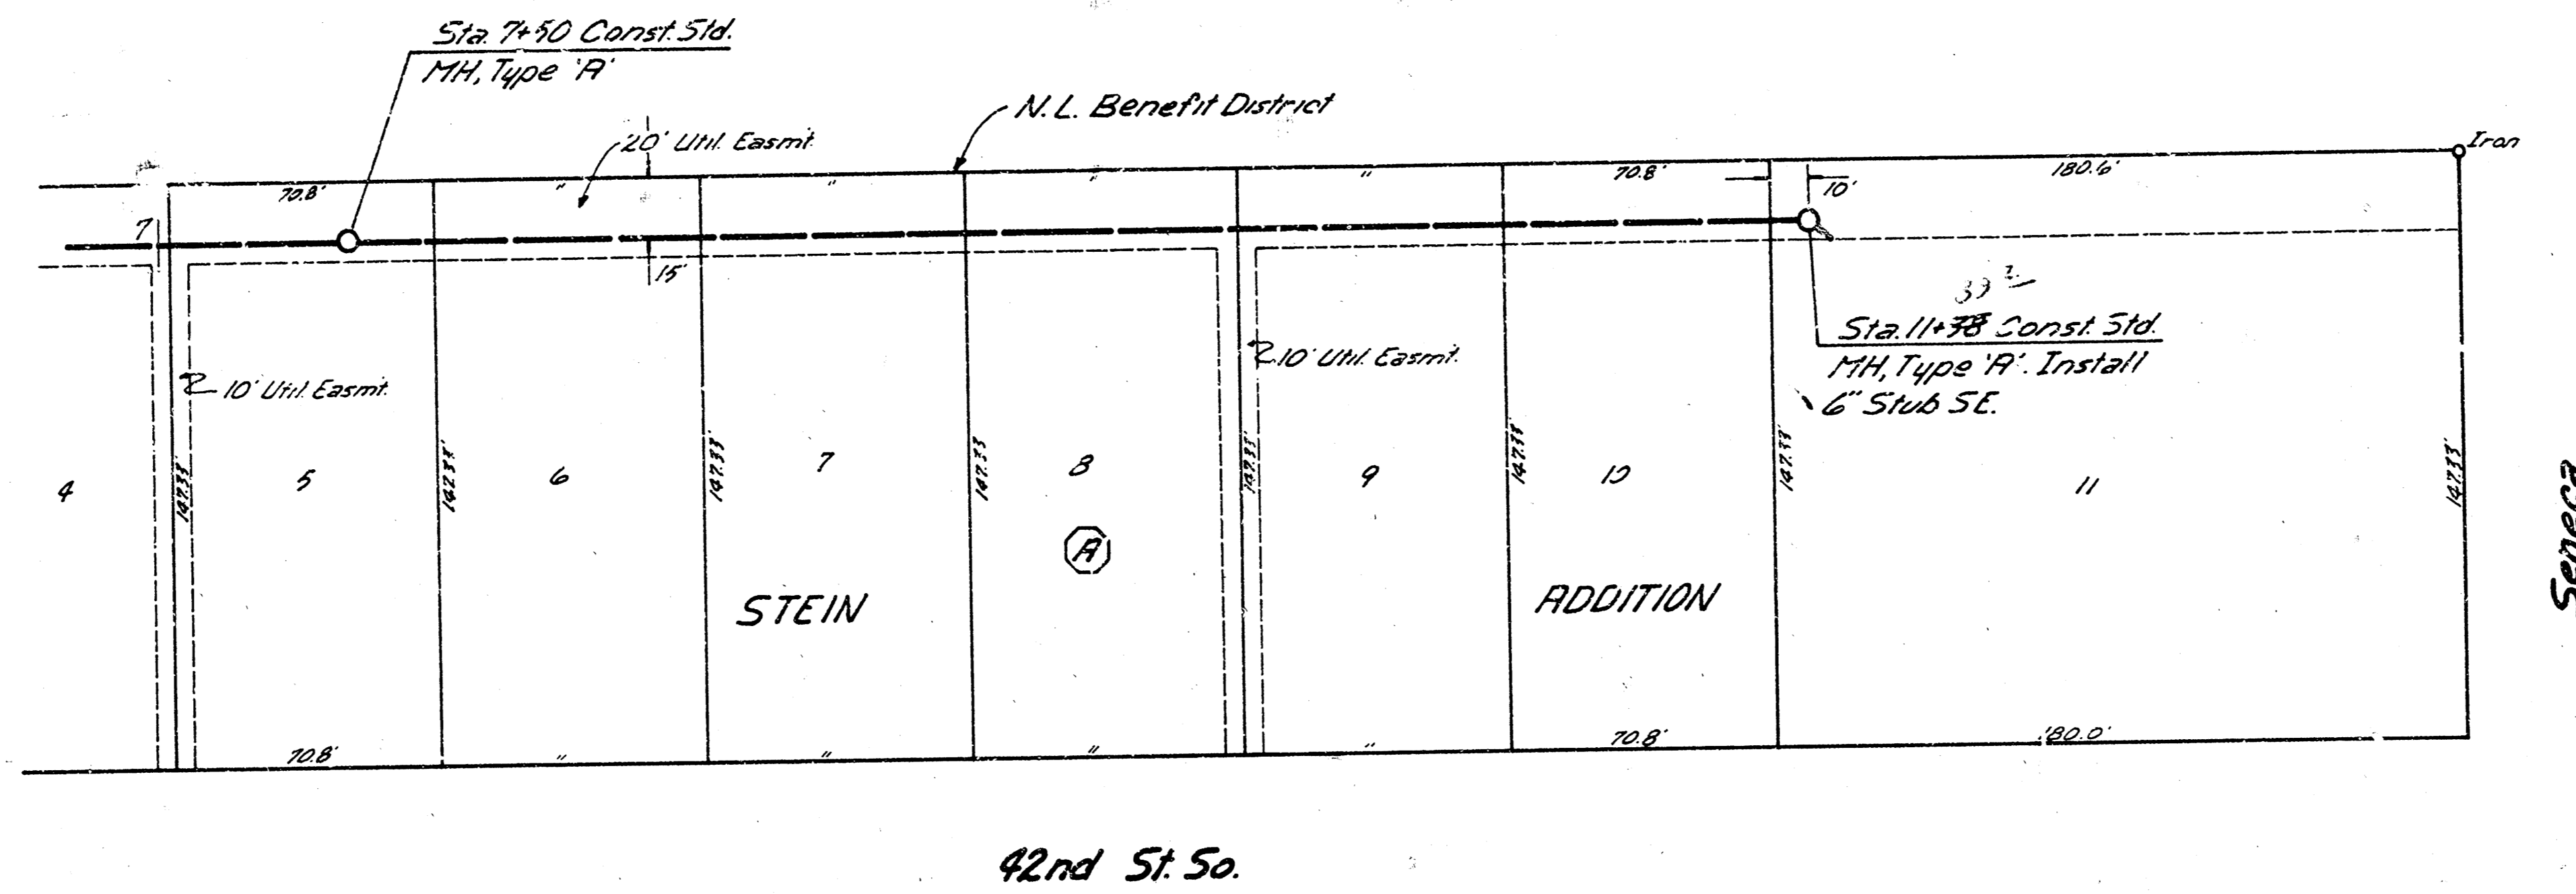 Sta. 7+50 Const. Std.
MH, Type 'A'
N.L. Benefit District
20' Util. Easmt.
Iron
70.8'
"
"
"
"
70.8'
10'
180.6'
7
15'
39
Sta. 11+38 Const. Std.
MH, Type 'A'. Install
6" Stub SE.
10' Util. Easmt.
10' Util. Easmt.
4
147.33'
5
147.33'
6
147.33'
7
147.33'
8
147.33'
9
147.33'
10
147.33'
11
147.33'
Seneca
A
STEIN
ADDITION
70.8'
"
"
"
"
70.8'
180.0'
42nd St. So.